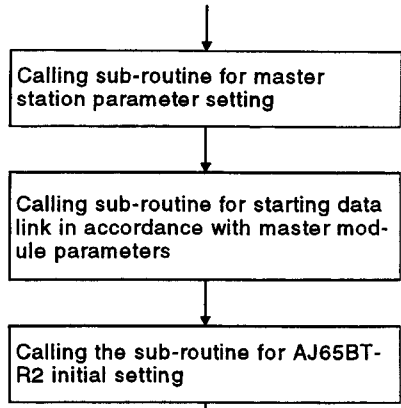 Calling sub-routine for master
station parameter setting
Calling sub-routine for starting data
link in accordance with master mod-
ule parameters
Calling the sub-routine for AJ65BT-
R2 initial setting